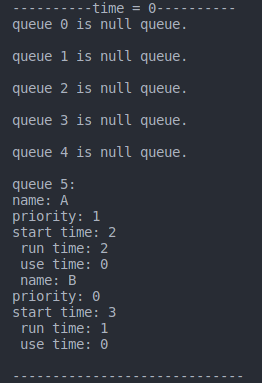 ----------time = 0----------
queue 0 is null queue.
queue 1 is null queue.
queue 2 is null queue.
queue 3 is null queue.
queue 4 is null queue.
queue 5:
name: A
priority: 1
start time: 2
 run time: 2
 use time: 0
 name: B
priority: 0
start time: 3
 run time: 1
 use time: 0
-----------------------------